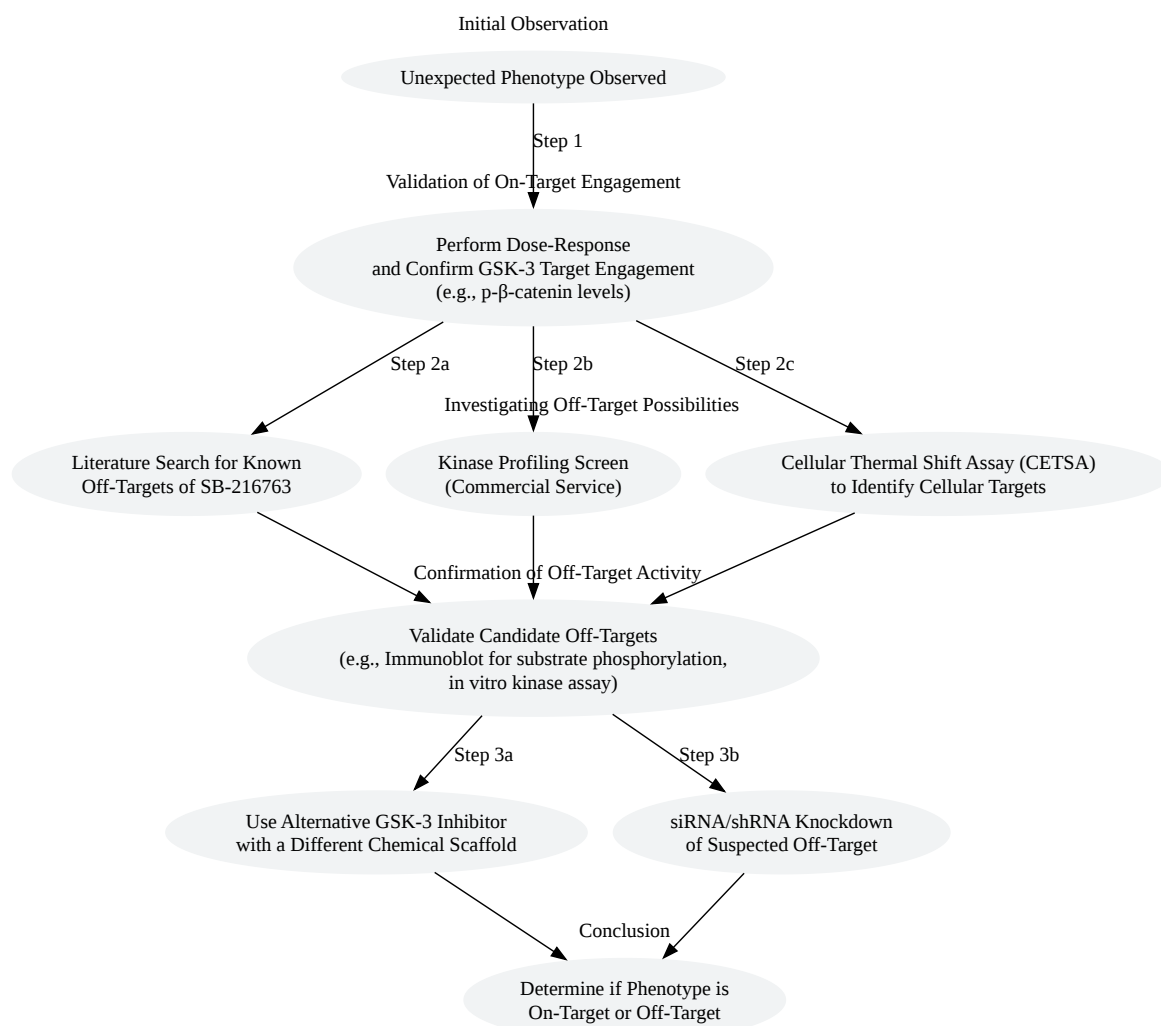 Initial Observation
Unexpected Phenotype Observed
Step 1
Validation of On-Target Engagement
Perform Dose-Response
and Confirm GSK-3 Target Engagement
(e.g., p-β-catenin levels)
Step 2a
Step 2b
Step 2c
Investigating Off-Target Possibilities
Literature Search for Known
Off-Targets of SB-216763
Kinase Profiling Screen
(Commercial Service)
Cellular Thermal Shift Assay (CETSA)
to Identify Cellular Targets
Confirmation of Off-Target Activity
Validate Candidate Off-Targets
(e.g., Immunoblot for substrate phosphorylation,
in vitro kinase assay)
Step 3a
Step 3b
Use Alternative GSK-3 Inhibitor
with a Different Chemical Scaffold
siRNA/shRNA Knockdown
of Suspected Off-Target
Conclusion
Determine if Phenotype is
On-Target or Off-Target